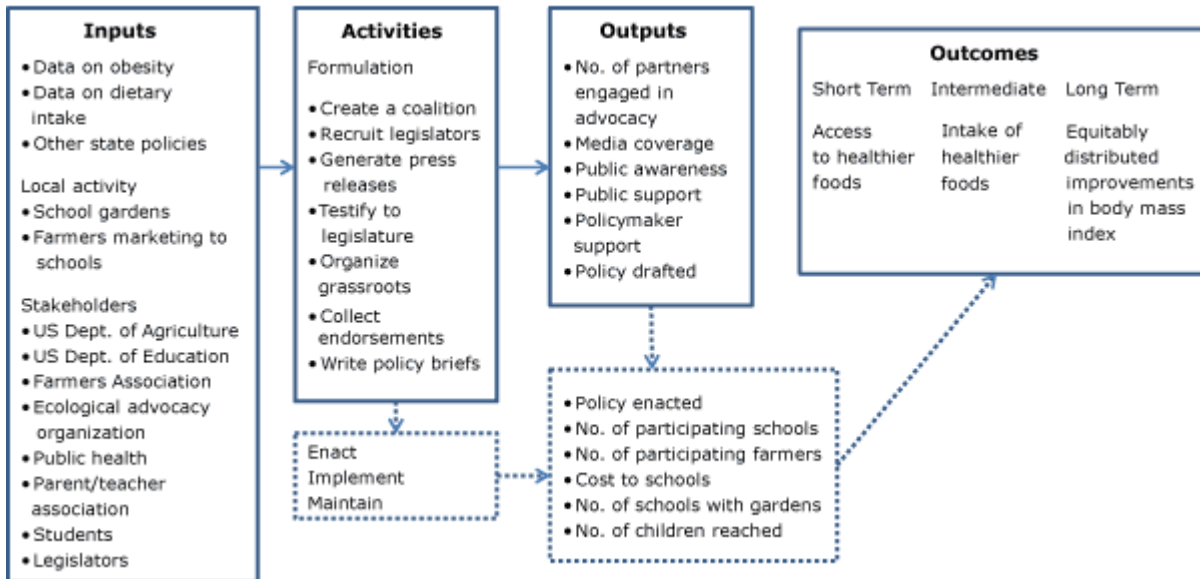 Inputs
• Data on obesity
• Data on dietary
intake
• Other state policies
Local activity
• School gardens
• Farmers marketing to
schools
Stakeholders
• US Dept. of Agriculture
• US Dept. of Education
• Farmers Association
• Ecological advocacy
organization
• Public health
• Parent/teacher
association
• Students
• Legislators
Activities
Formulation
• Create a coalition
• Recruit legislators
• Generate press
releases
• Testify to
legislature
• Organize
grassroots
• Collect
endorsements
• Write policy briefs
Enact
Implement
Maintain
Outputs
• No. of partners
engaged in
advocacy
• Media coverage
• Public awareness
• Public support
• Policymaker
support
• Policy drafted
• Policy enacted
• No. of participating schools
• No. of participating farmers
• Cost to schools
• No. of schools with gardens
• No. of children reached
Outcomes
Short Term
Access
to healthier
foods
Intermediate
Intake of
healthier
foods
Long Term
Equitably
distributed
improvements
in body mass
index